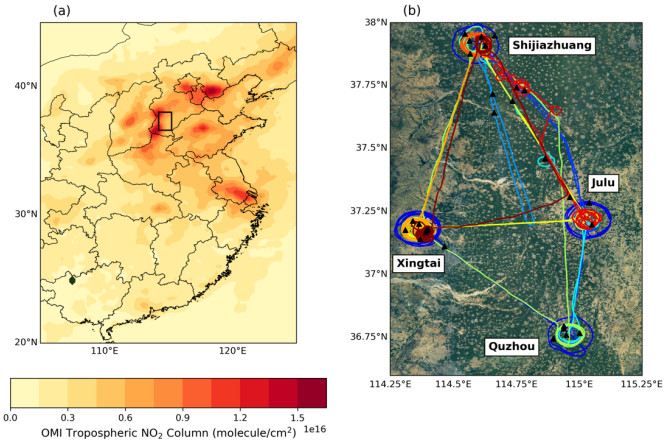 (a)
40°N
30°N
20°N
110°E
120°E
0.0
0.3
0.6
0.9
1.2
1.5
1e16
OMI Tropospheric NO₂ Column (molecule/cm²)
(b)
38°N
37.75°N
37.5°N
37.25°N
37°N
36.75°N
114.25°E
114.5°E
114.75°E
115°E
115.25°E
Shijiazhuang
Julu
Xingtai
Quzhou